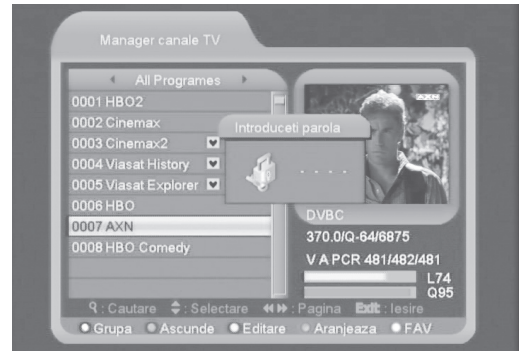 Manager canale TV
All Programes
0001 HBO2
0002 Cinemax
0003 Cinemax2
0004 Viasat History
0005 Viasat Explorer
0006 HBO
0007 AXN
0008 HBO Comedy
Introduceti parola
AXN
DVBC
370.0/Q-64/6875
V A PCR 481/482/481
L74
Q95
: Cautare : Selectare : Pagina Exit : Iesire
Grupa Ascunde Editare Aranjeaza FAV